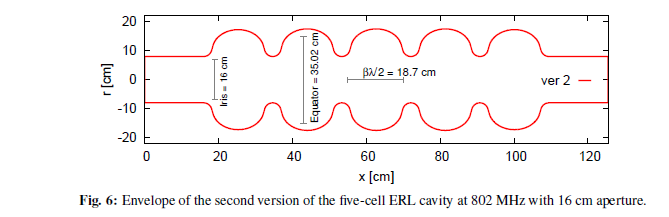 20
10
0
-10
-20
r [cm]
Iris = 16 cm
Equator = 35.02 cm
βλ/2 = 18.7 cm
ver 2
0 20 40 60 80 100 120
x [cm]
Fig. 6: Envelope of the second version of the five-cell ERL cavity at 802 MHz with 16 cm aperture.